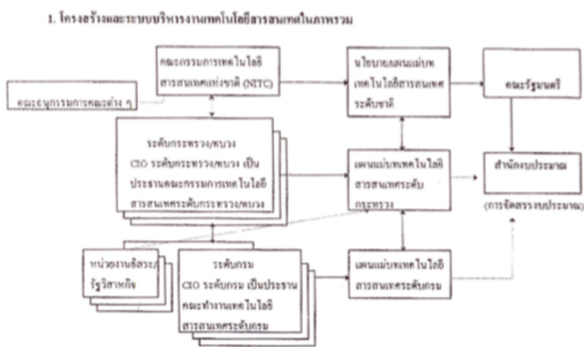 1. โครงสร้างและระบบบริหารงานเทคโนโลยีสารสนเทศในภาพรวม
คณะกรรมการเทคโนโลยี
สารสนเทศแห่งชาติ (NITC)
นโยบาย/แผนแม่บท
เทคโนโลยีสารสนเทศ
ระดับชาติ
คณะรัฐมนตรี
คณะอนุกรรมการคณะต่าง ๆ
ระดับกระทรวง/ทบวง
CIO ระดับกระทรวง/ทบวง เป็น
ประธานคณะกรรมการเทคโนโลยี
สารสนเทศระดับกระทรวง/ทบวง
แผนแม่บทเทคโนโลยี
สารสนเทศระดับ
กระทรวง
สำนักงบประมาณ
(การจัดสรรงบประมาณ)
หน่วยงานอิสระ/
รัฐวิสาหกิจ
ระดับกรม
CIO ระดับกรม เป็นประธาน
คณะทำงานเทคโนโลยี
สารสนเทศระดับกรม
แผนแม่บทเทคโนโลยี
สารสนเทศระดับกรม